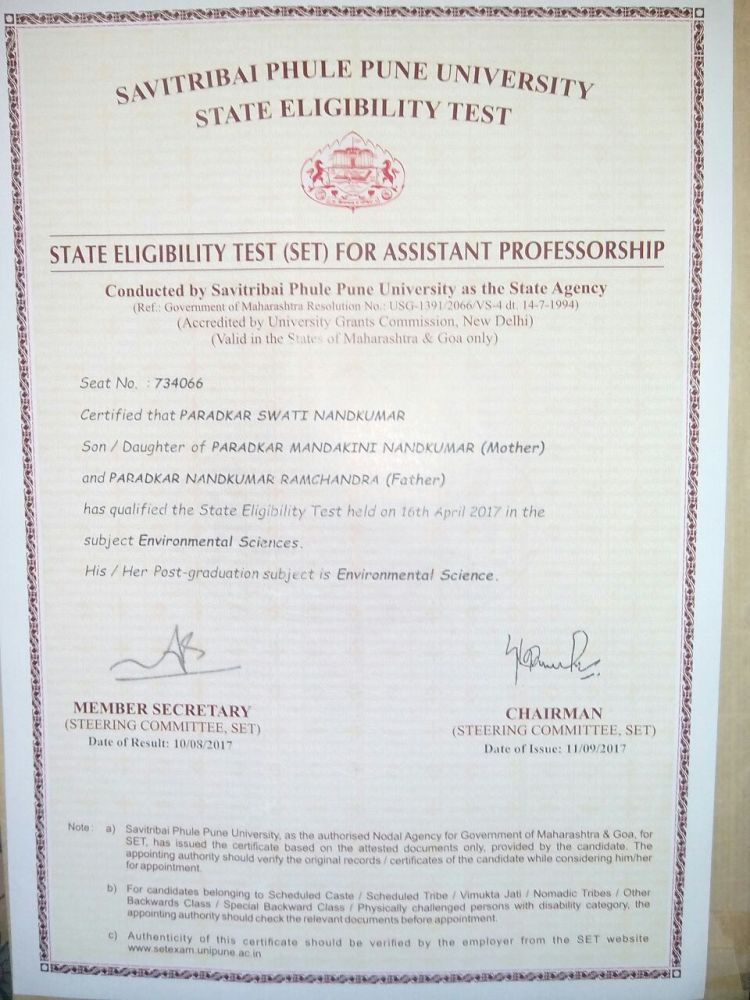 SAVITRIBAI PHULE PUNE UNIVERSITY
STATE ELIGIBILITY TEST
STATE ELIGIBILITY TEST (SET) FOR ASSISTANT PROFESSORSHIP
Conducted by Savitribai Phule Pune University as the State Agency
(Ref.: Government of Maharashtra Resolution No.: USG-1391/2066/VS-4 dt. 14-7-1994)
(Accredited by University Grants Commission, New Delhi)
(Valid in the States of Maharashtra & Goa only)
Seat No. : 734066
Certified that PARADKAR SWATI NANDKUMAR
Son / Daughter of PARADKAR MANDAKINI NANDKUMAR (Mother)
and PARADKAR NANDKUMAR RAMCHANDRA (Father)
has qualified the State Eligibility Test held on 16th April 2017 in the
subject Environmental Sciences.
His / Her Post-graduation subject is Environmental Science.
MEMBER SECRETARY
(STEERING COMMITTEE, SET)
Date of Result: 10/08/2017
CHAIRMAN
(STEERING COMMITTEE, SET)
Date of Issue: 11/09/2017
Note: a) Savitribai Phule Pune University, as the authorised Nodal Agency for Government of Maharashtra & Goa, for
SET, has issued the certificate based on the attested documents only, provided by the candidate. The
appointing authority should verify the original records / certificates of the candidate while considering him/her
for appointment.
b) For candidates belonging to Scheduled Caste / Scheduled Tribe / Vimukta Jati / Nomadic Tribes / Other
Backwards Class / Special Backward Class / Physically challenged persons with disability category, the
appointing authority should check the relevant documents before appointment.
c) Authenticity of this certificate should be verified by the employer from the SET website
www.setexam.unipune.ac.in